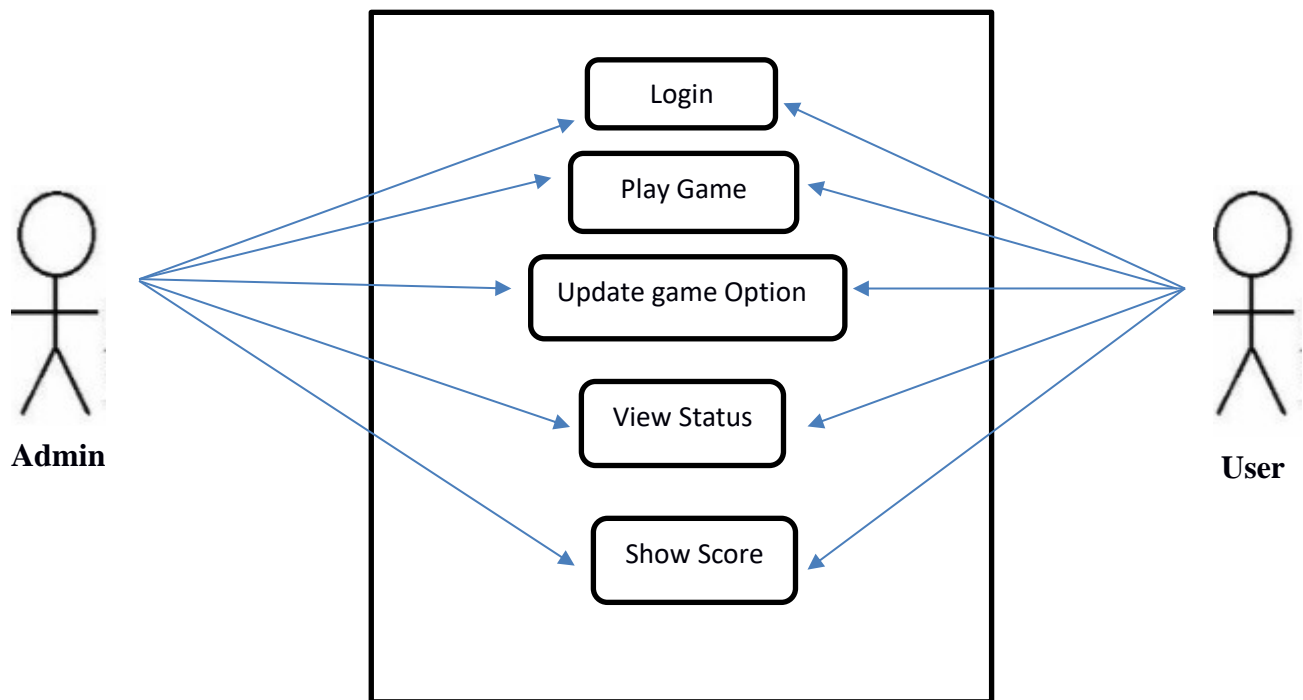 Login
Play Game
Update game Option
View Status
Admin
User
Show Score